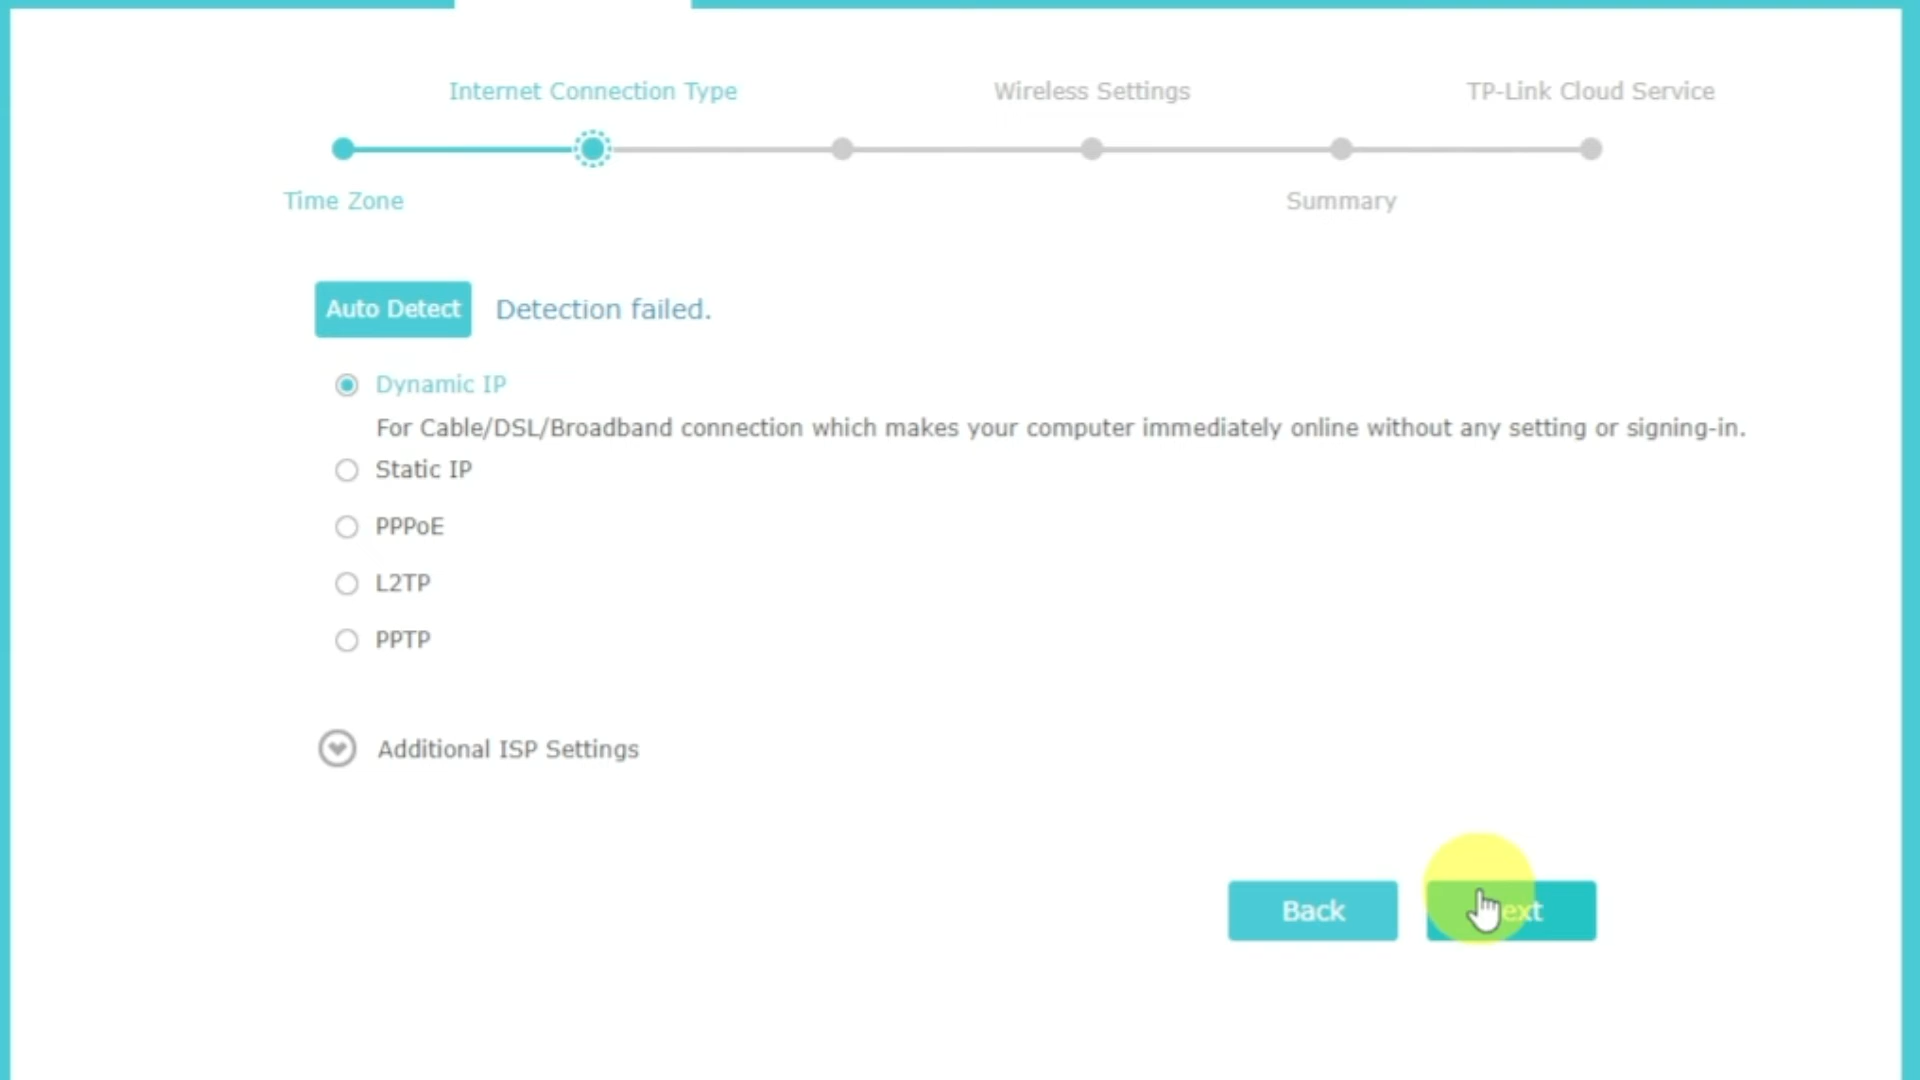 Internet Connection Type Wireless Settings TP-Link Cloud Service
Time Zone Summary
Auto Detect Detection failed.
Dynamic IP
For Cable/DSL/Broadband connection which makes your computer immediately online without any setting or signing-in.
Static IP
PPPoE
L2TP
PPTP
Additional ISP Settings
Back Next